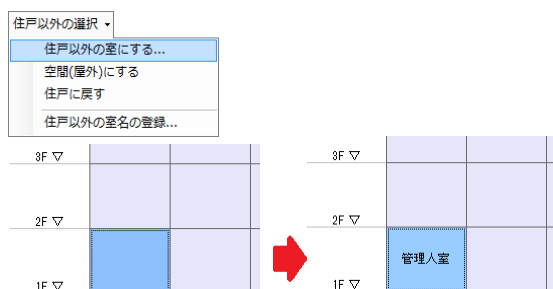 住戸以外の選択
住戸以外の室にする...
空間(屋外)にする
住戸に戻す
住戸以外の室名の登録...
3F ▽
2F ▽
1F ▽
3F ▽
2F ▽
管理人室
1F ▽